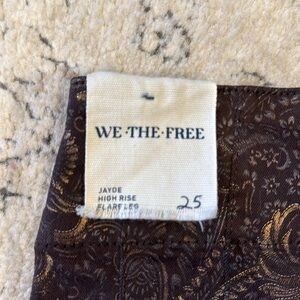 WE·THE·FREE
JAYDE
HIGH RISE
FLARE LEG 25